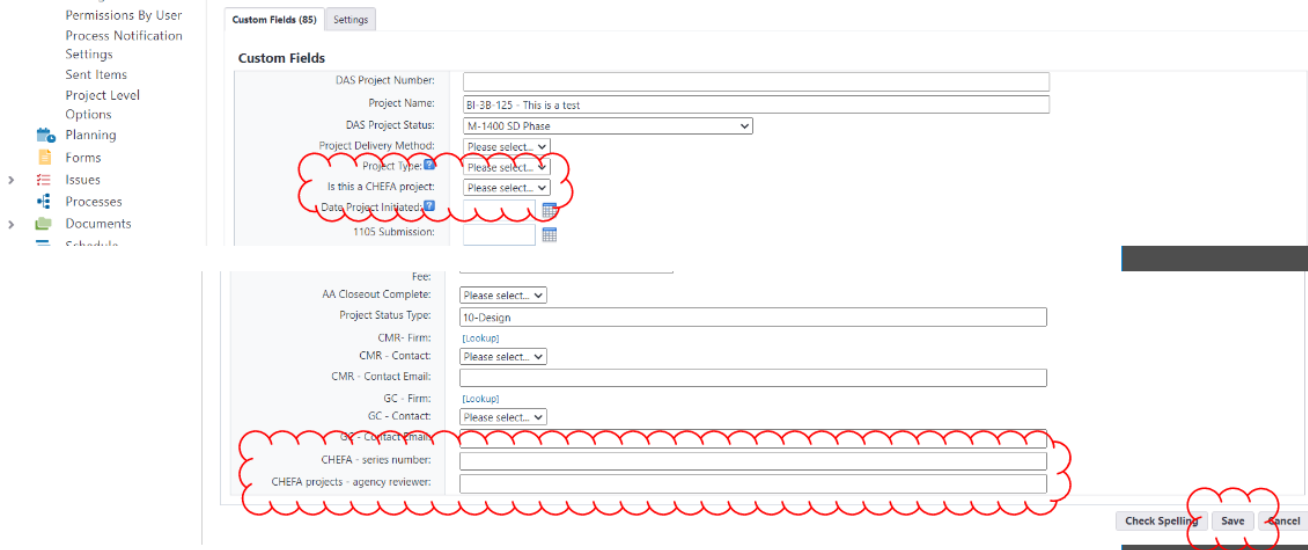 Permissions By User
Process Notification
Settings
Sent Items
Project Level
Options
Planning
Forms
Issues
Processes
Documents
Schedule
Custom Fields (85) Settings
Custom Fields
DAS Project Number:
Project Name: BI-3B-125 - This is a test
DAS Project Status: M-1400 SD Phase
Project Delivery Method: Please select...
Project Type: ? Please select...
Is this a CHEFA project: Please select...
Date Project Initiated: ?
1105 Submission:
Fee:
AA Closeout Complete: Please select...
Project Status Type: 10-Design
CMR- Firm: [Lookup]
CMR - Contact: Please select...
CMR - Contact Email:
GC - Firm: [Lookup]
GC - Contact: Please select...
GC - Contact Email:
CHEFA - series number:
CHEFA projects - agency reviewer:
Check Spelling Save Cancel